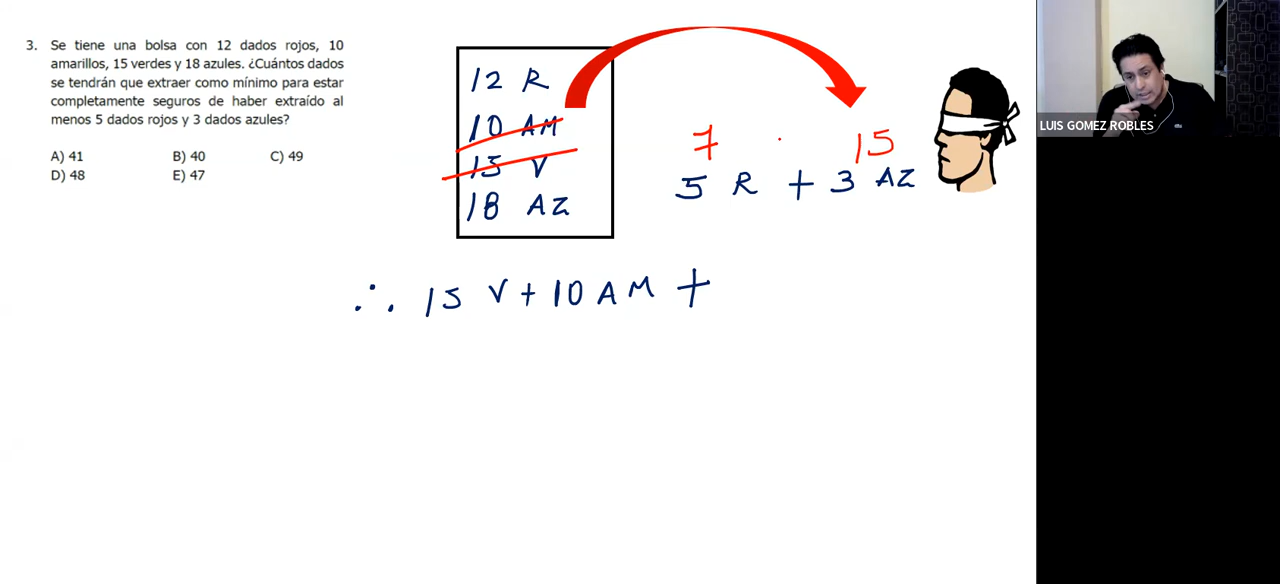 3. Se tiene una bolsa con 12 dados rojos, 10
amarillos, 15 verdes y 18 azules. ¿Cuántos dados
se tendrán que extraer como mínimo para estar
completamente seguros de haber extraído al
menos 5 dados rojos y 3 dados azules?
A) 41 B) 40 C) 49
D) 48 E) 47
12 R
10 AM
15 V
18 AZ
7 15
5 R + 3 AZ
∴ 15 V + 10 AM +
LUIS GOMEZ ROBLES